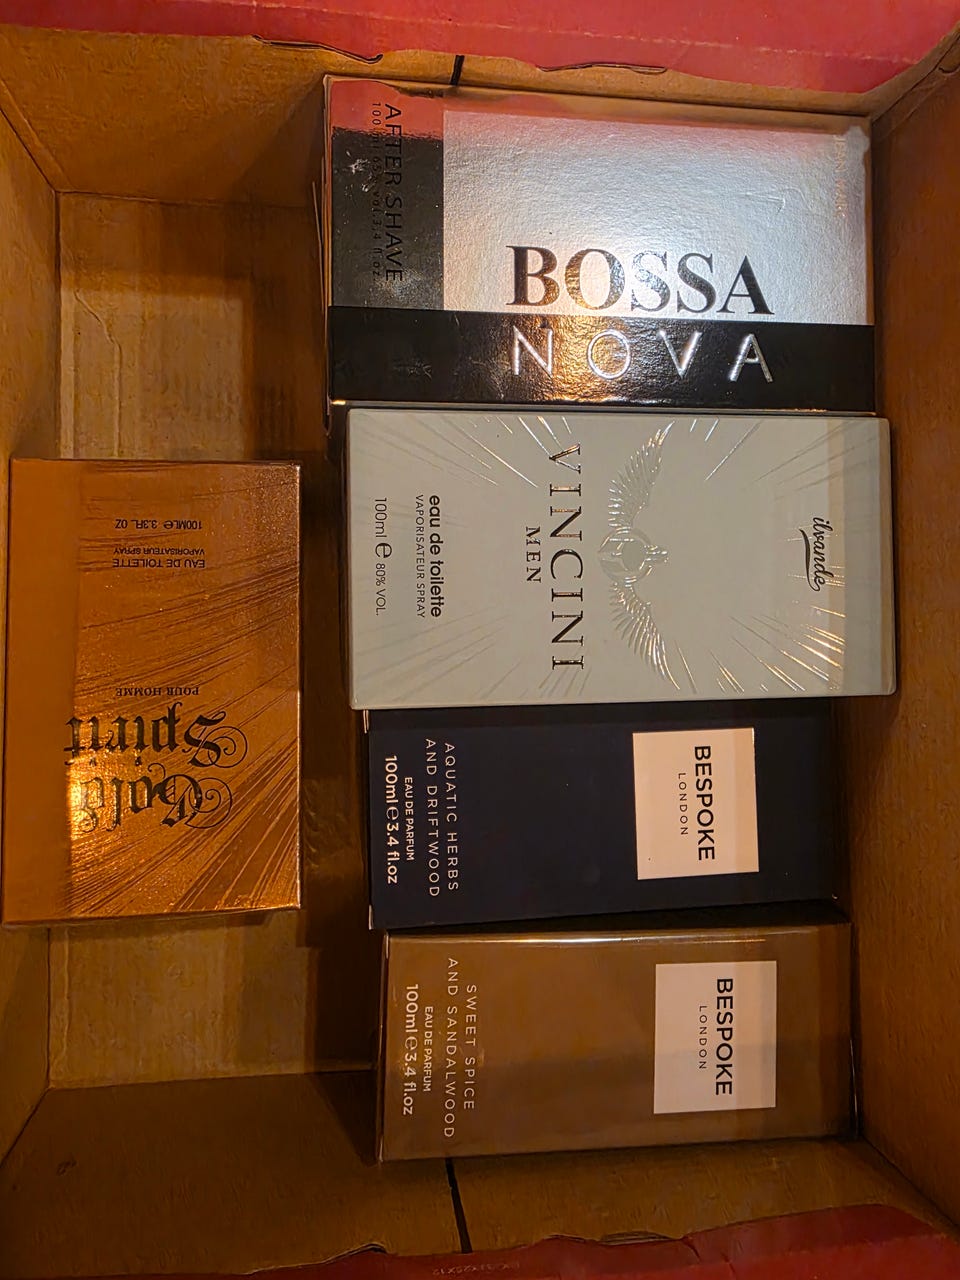 BOSSA
NOVA
AFTER SHAVE
ilvande
VINCINI
MEN
eau de toilette
VAPORISATEUR SPRAY
100ml e 80% VOL.
Gold
Spirit
POUR HOMME
EAU DE TOILETTE
VAPORISATEUR SPRAY
100ML e 3.3FL. OZ
BESPOKE
LONDON
AQUATIC HERBS
AND DRIFTWOOD
EAU DE PARFUM
100ml e 3.4 fl.oz
BESPOKE
LONDON
SWEET SPICE
AND SANDALWOOD
EAU DE PARFUM
100ml e 3.4 fl.oz